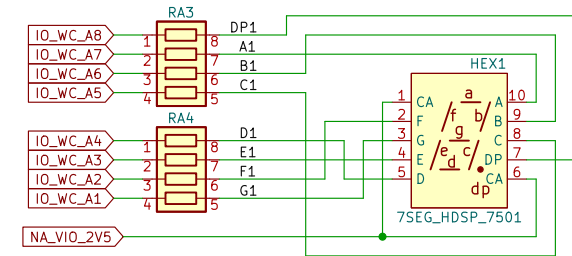 RA3
IO_WC_A8 1 8 DP1
IO_WC_A7 2 7 A1
IO_WC_A6 3 6 B1
IO_WC_A5 4 5 C1
RA4
IO_WC_A4 1 8 D1
IO_WC_A3 2 7 E1
IO_WC_A2 3 6 F1
IO_WC_A1 4 5 G1
NA_VIO_2V5
HEX1
1 CA a A 10
2 F f b B 9
3 G g C 8
4 E e d c DP 7
5 D dp CA 6
7SEG_HDSP_7501